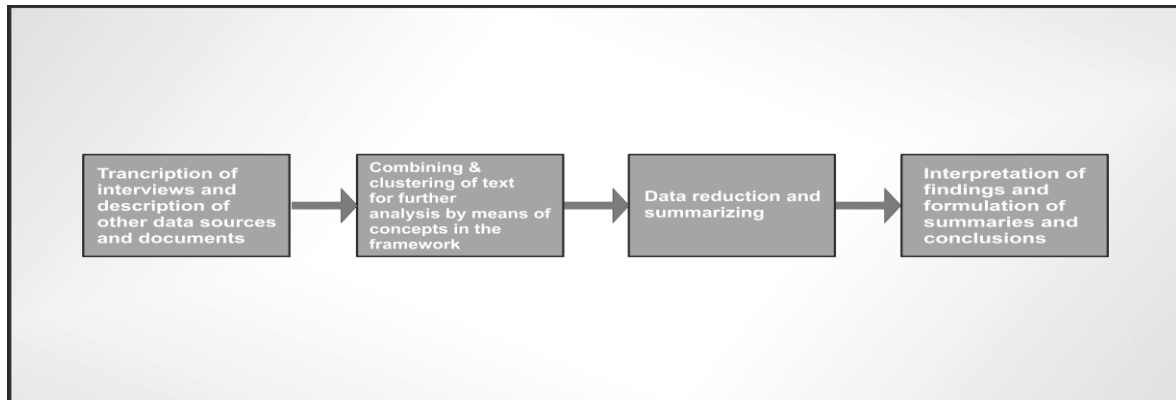 Trancription of
interviews and
description of
other data sources
and documents
Combining &
clustering of text
for further
analysis by means of
concepts in the
framework
Data reduction and
summarizing
Interpretation of
findings and
formulation of
summaries and
conclusions